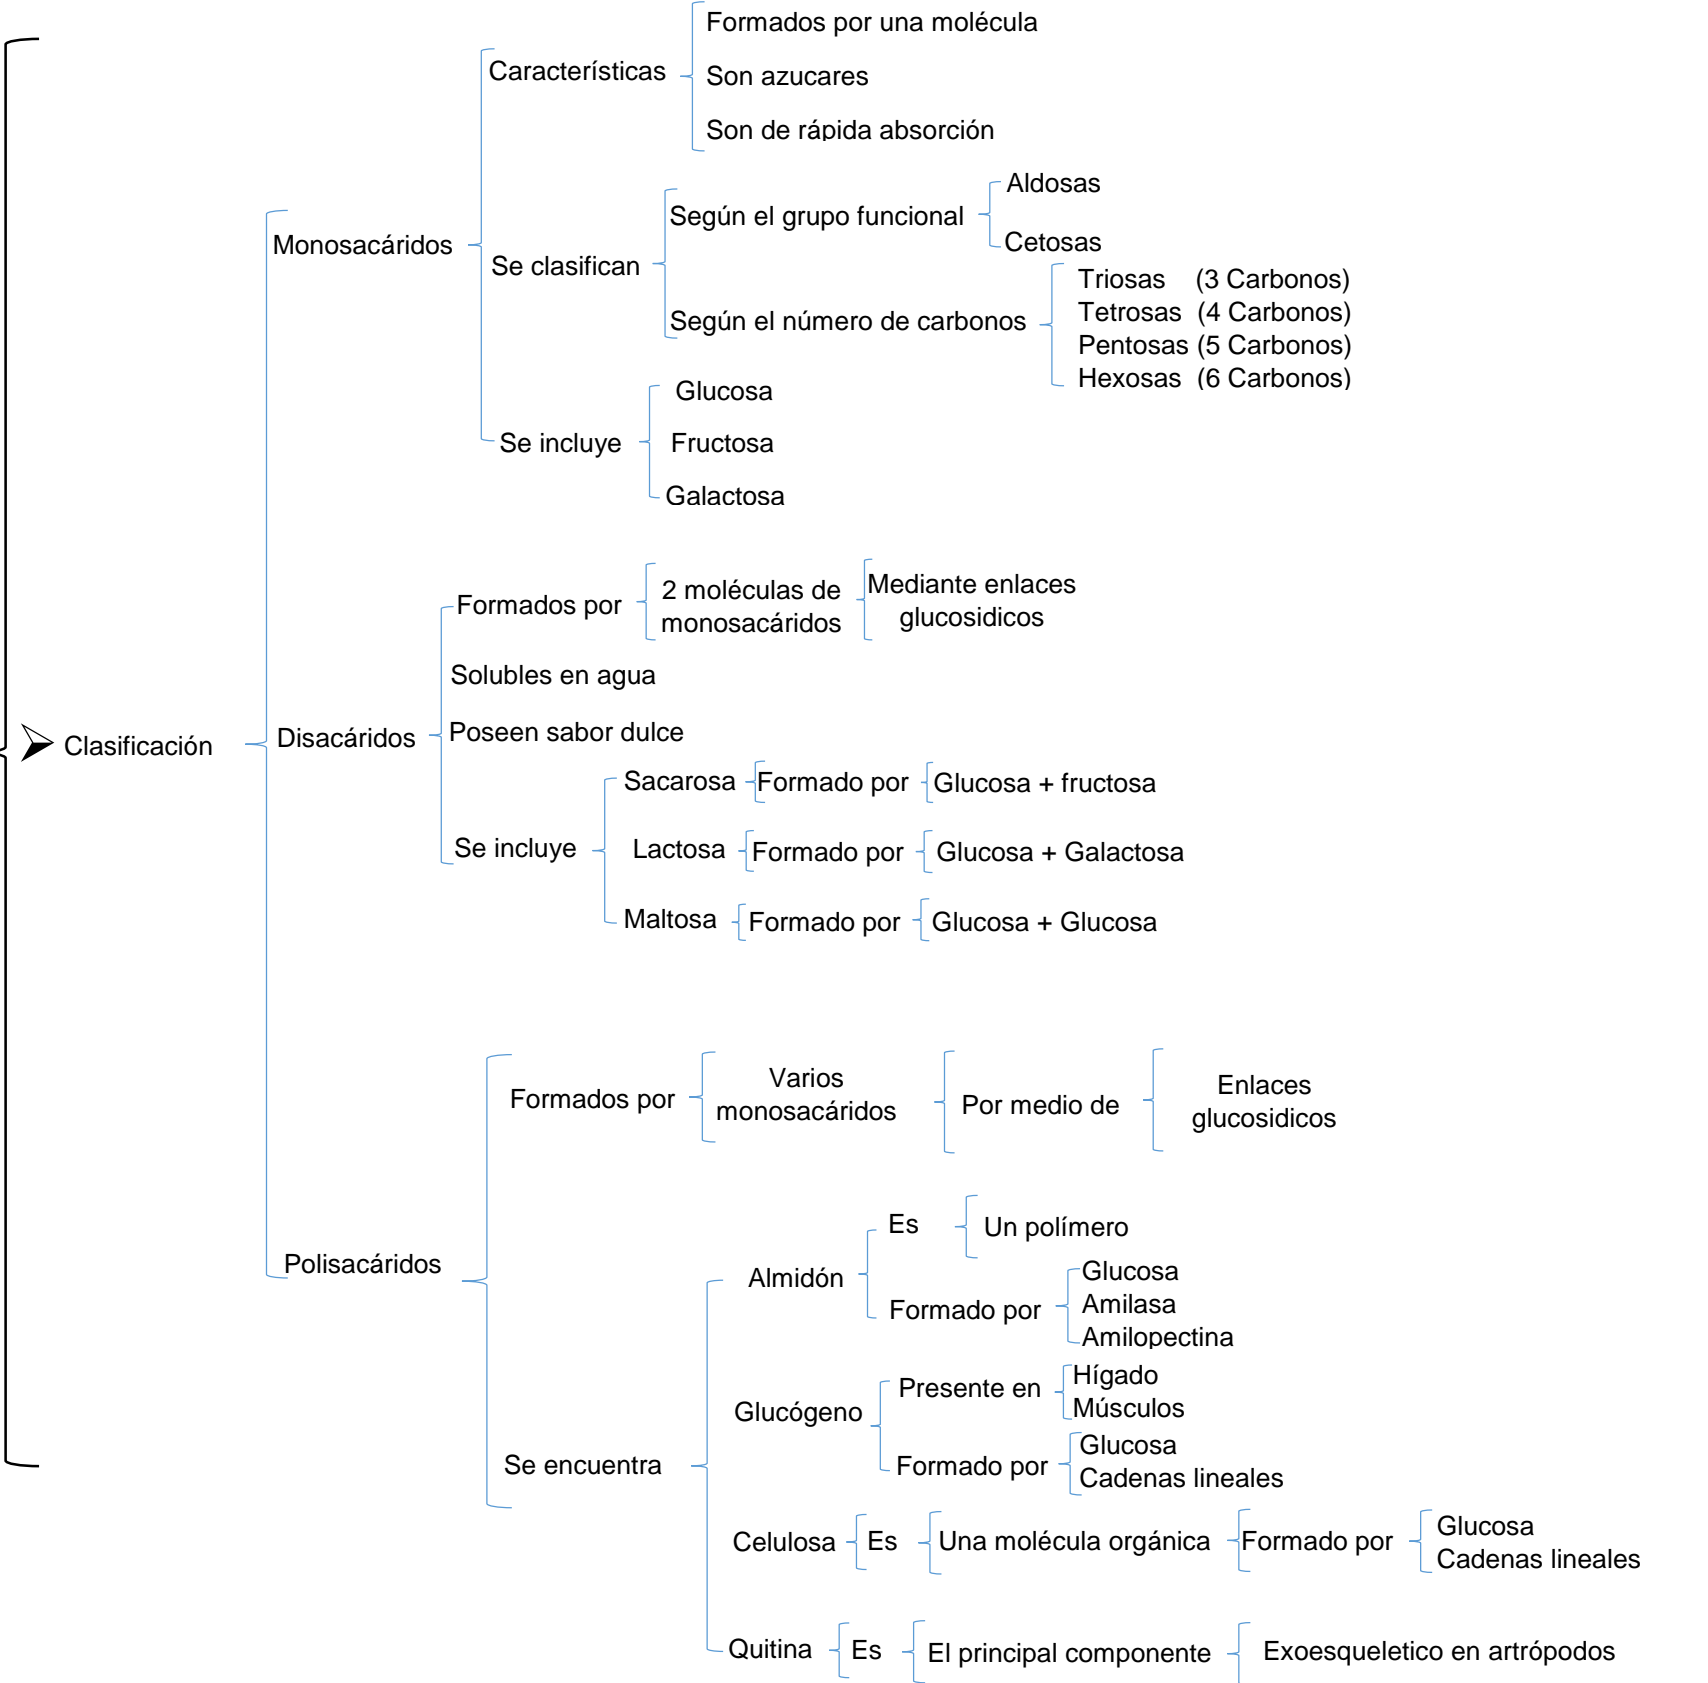 Clasificación
Monosacáridos
Características
Formados por una molécula
Son azucares
Son de rápida absorción
Se clasifican
Según el grupo funcional
Aldosas
Cetosas
Según el número de carbonos
Triosas (3 Carbonos)
Tetrosas (4 Carbonos)
Pentosas (5 Carbonos)
Hexosas (6 Carbonos)
Se incluye
Glucosa
Fructosa
Galactosa
Disacáridos
Formados por
2 moléculas de
monosacáridos
Mediante enlaces
glucosidicos
Solubles en agua
Poseen sabor dulce
Se incluye
Sacarosa
Formado por
Glucosa + fructosa
Lactosa
Formado por
Glucosa + Galactosa
Maltosa
Formado por
Glucosa + Glucosa
Polisacáridos
Formados por
Varios
monosacáridos
Por medio de
Enlaces
glucosidicos
Se encuentra
Almidón
Es
Un polímero
Formado por
Glucosa
Amilasa
Amilopectina
Glucógeno
Presente en
Hígado
Músculos
Formado por
Glucosa
Cadenas lineales
Celulosa
Es
Una molécula orgánica
Formado por
Glucosa
Cadenas lineales
Quitina
Es
El principal componente
Exoesqueletico en artrópodos